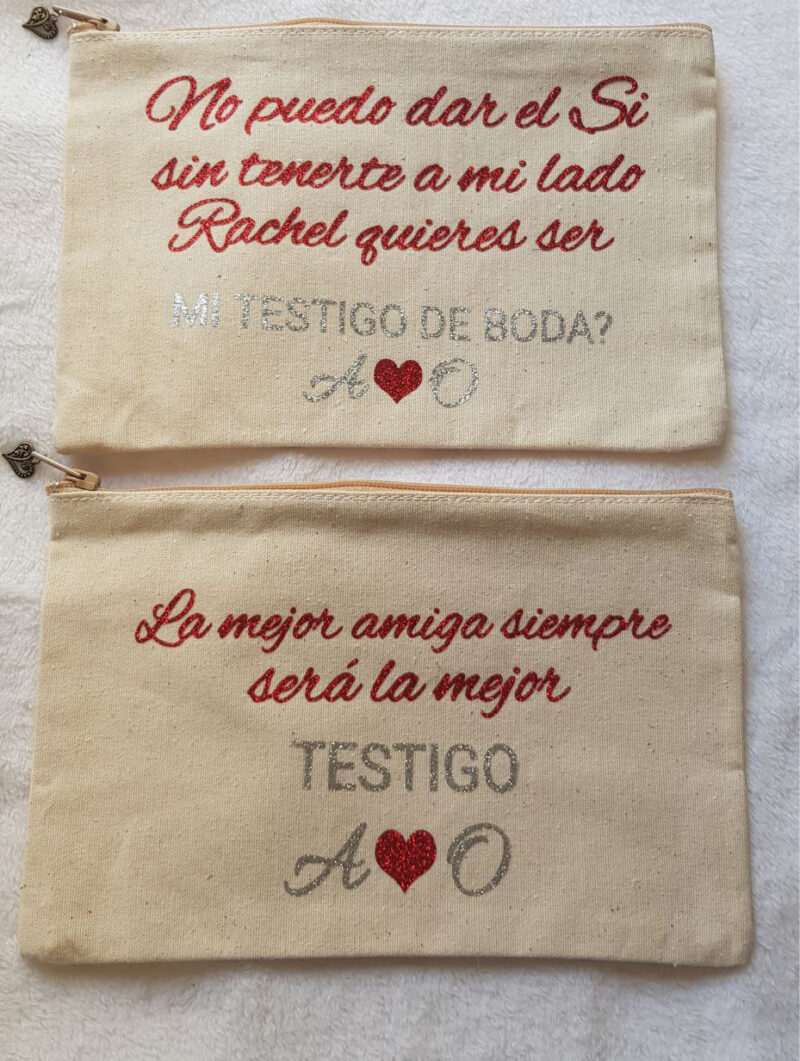 No puedo dar el Si
sin tenerte a mi lado
Rachel quieres ser
MI TESTIGO DE BODA?
A❤O
La mejor amiga siempre
será la mejor
TESTIGO
A❤O